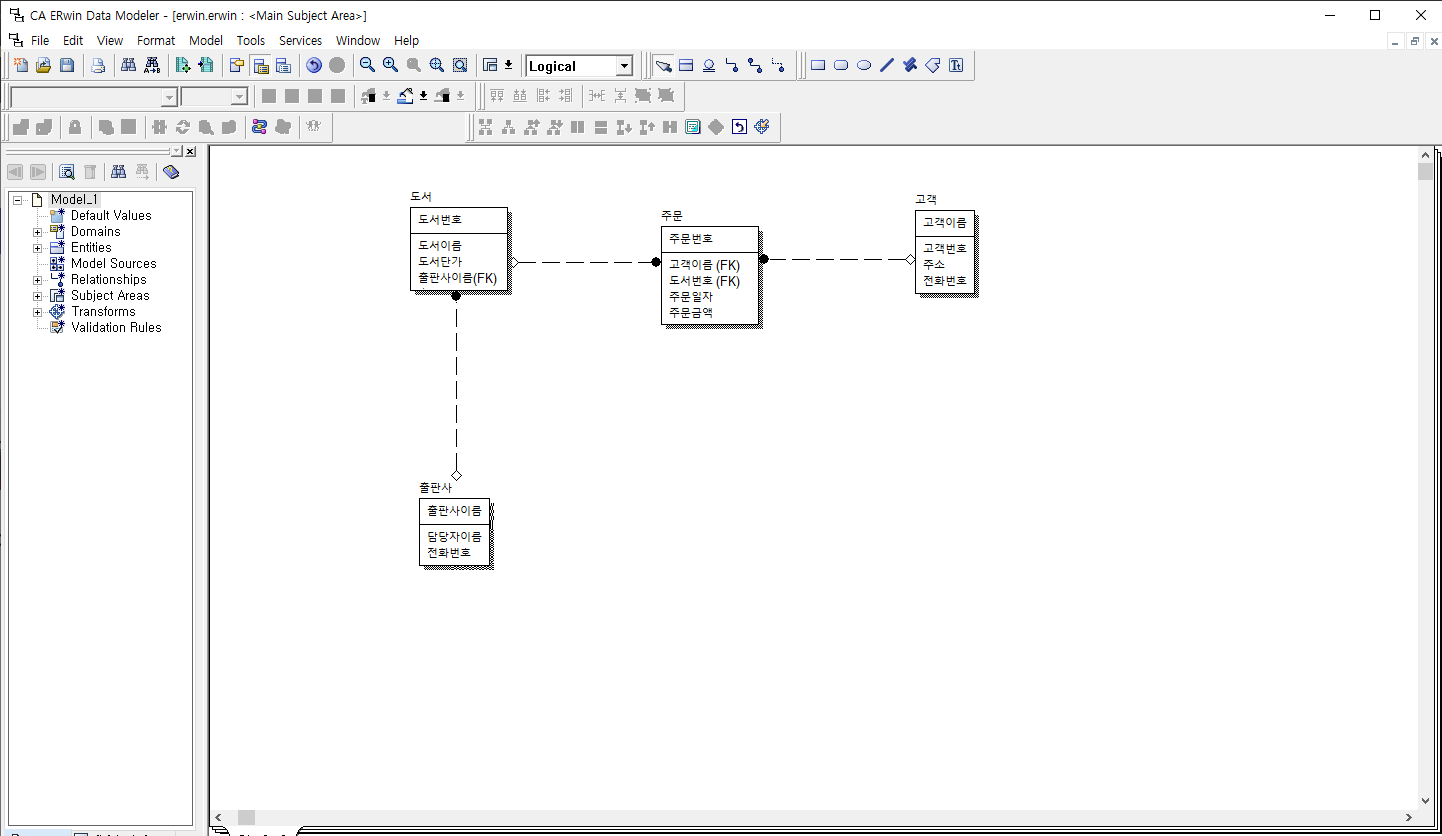 CA ERwin Data Modeler - [erwin.erwin : <Main Subject Area>]
File Edit View Format Model Tools Services Window Help
Logical
Model_1
Default Values
Domains
Entities
Model Sources
Relationships
Subject Areas
Transforms
Validation Rules
도서
도서번호
도서이름
도서단가
출판사이름(FK)
주문
주문번호
고객이름 (FK)
도서번호 (FK)
주문일자
주문금액
고객
고객이름
고객번호
주소
전화번호
출판사
출판사이름
담당자이름
전화번호